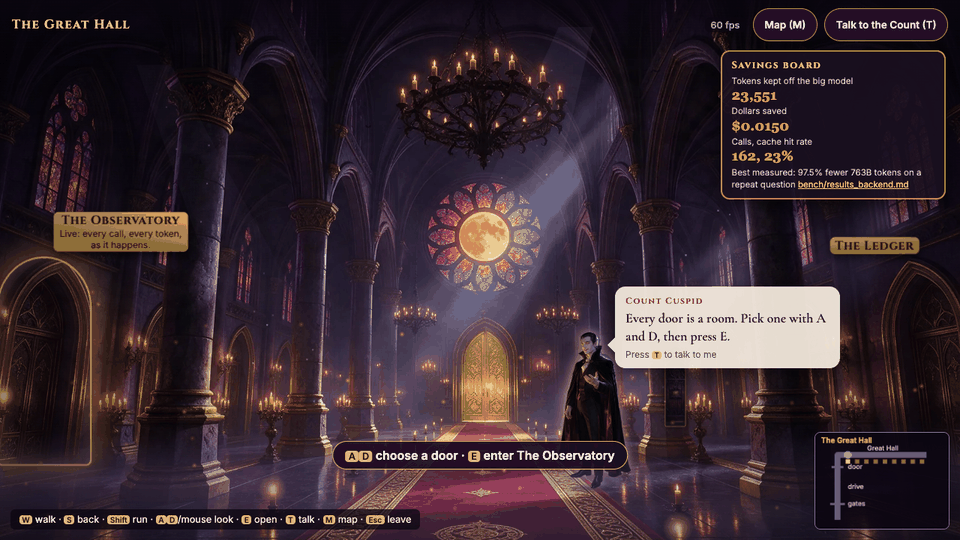 THE GREAT HALL
60 fps
Map (M)
Talk to the Count (T)
SAVINGS BOARD
Tokens kept off the big model
23,551
Dollars saved
$0.0150
Calls, cache hit rate
162, 23%
Best measured: 97.5% fewer 763B tokens on a
repeat question bench/results_backend.md
THE OBSERVATORY
Live: every call, every token,
as it happens.
THE LEDGER
COUNT CUSPID
Every door is a room. Pick one with A
and D, then press E.
Press T to talk to me
A D choose a door · E enter The Observatory
The Great Hall
Great Hall
door
drive
gates
W walk · S back · Shift run · A D/mouse look · E open · T talk · M map · Esc leave